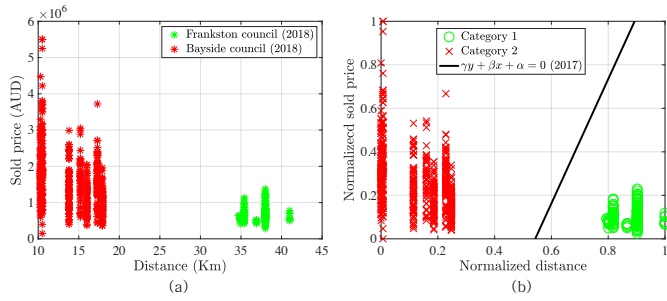 ×10⁶
6
5
4
3
2
1
0
10 15 20 25 30 35 40 45
Sold price (AUD)
Distance (Km)
Frankston council (2018)
Bayside council (2018)
(a)
1
0.8
0.6
0.4
0.2
0
0 0.2 0.4 0.6 0.8 1
Normalizecd sold price
Normalized distance
Category 1
Category 2
γy + βx + α = 0 (2017)
(b)